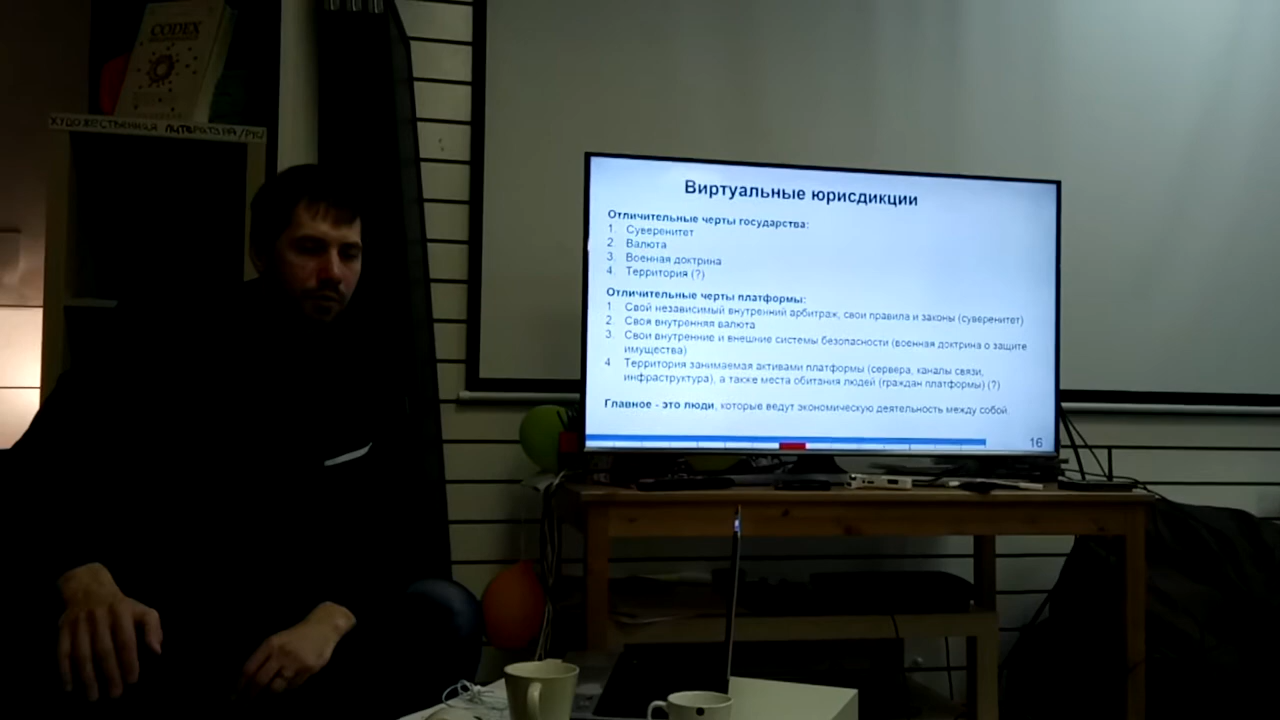 CODEX
ХУДОЖЕСТВЕННАЯ ЛИТЕРАТУРА/РУС/
Виртуальные юрисдикции
Отличительные черты государства:
1. Суверенитет
2. Валюта
3. Военная доктрина
4. Территория (?)
Отличительные черты платформы:
1. Свой независимый внутренний арбитраж, свои правила и законы (суверенитет)
2. Своя внутренняя валюта
3. Свои внутренние и внешние системы безопасности (военная доктрина о защите
имущества)
4 Территория занимаемая активами платформы (сервера, каналы связи,
инфраструктура), а также места обитания людей (граждан платформы) (?)
Главное - это люди, которые ведут экономическую деятельность между собой.
16